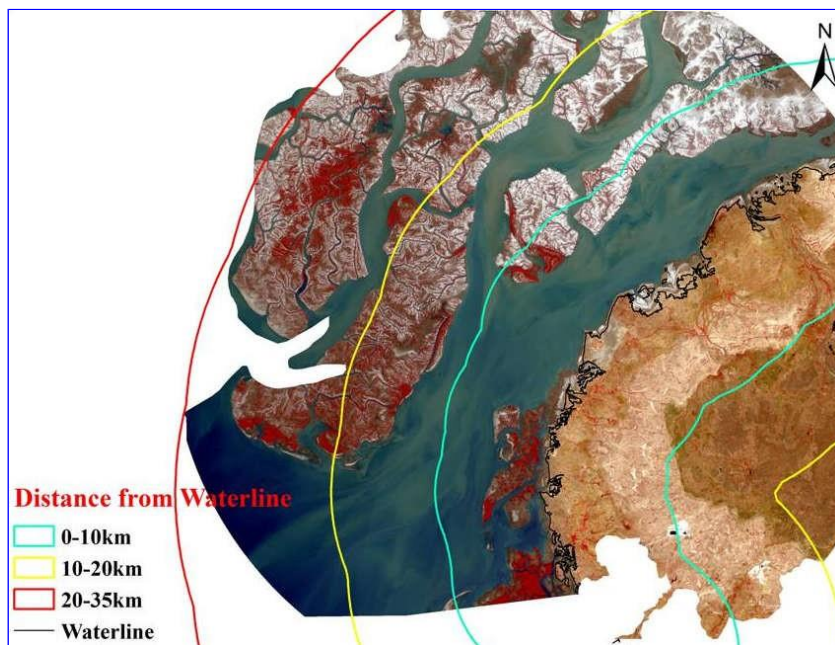 N
Distance from Waterline
0-10km
10-20km
20-35km
Waterline